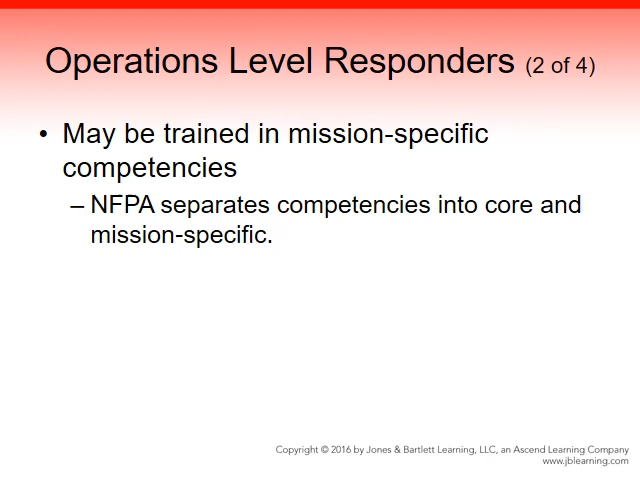 Operations Level Responders (2 of 4)
• May be trained in mission-specific
competencies
– NFPA separates competencies into core and
mission-specific.
Copyright © 2016 by Jones & Bartlett Learning, LLC, an Ascend Learning Company
www.jblearning.com